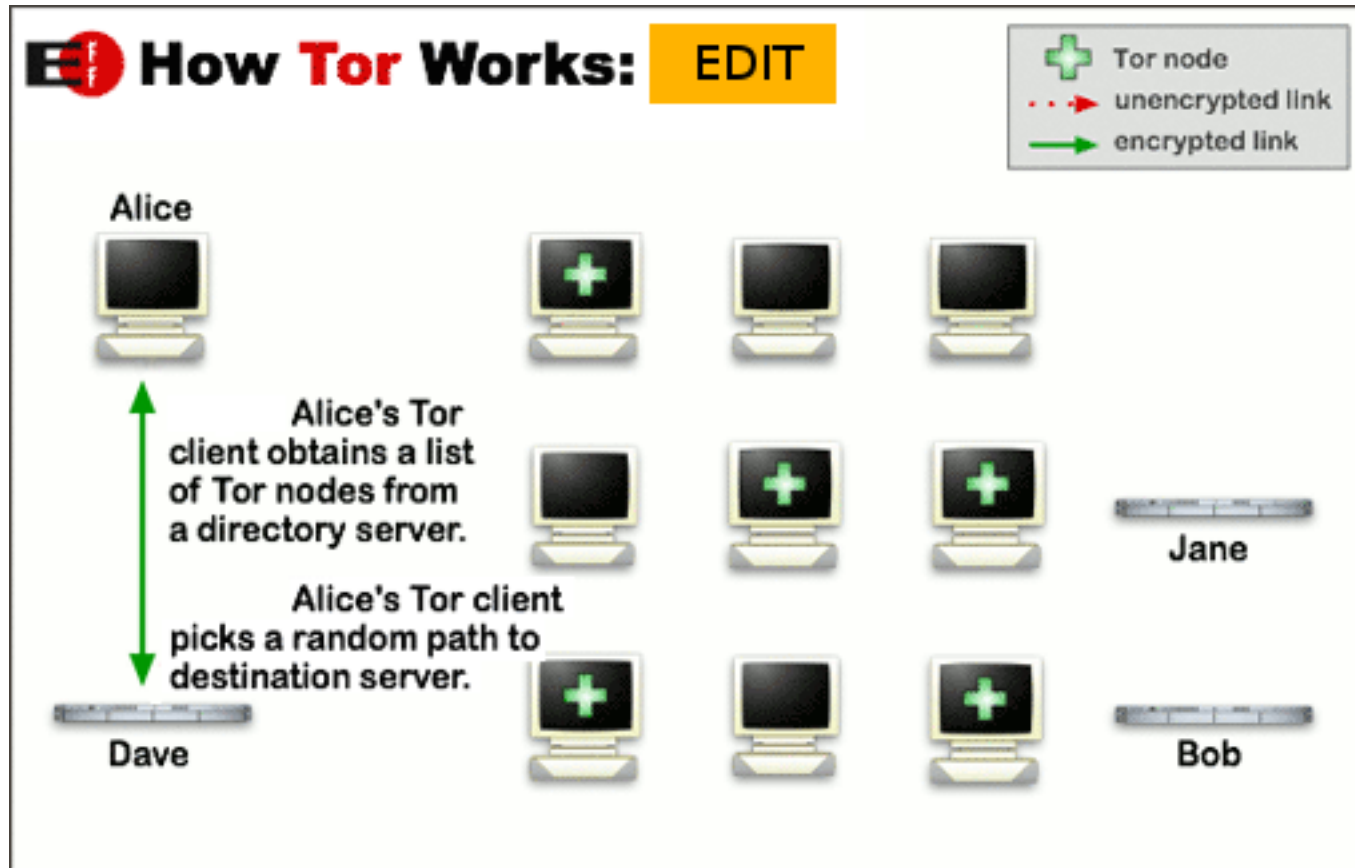 EFF How Tor Works: EDIT
Tor node
unencrypted link
encrypted link
Alice
Alice's Tor
client obtains a list
of Tor nodes from
a directory server.
Alice's Tor client
picks a random path to
destination server.
Dave
Jane
Bob